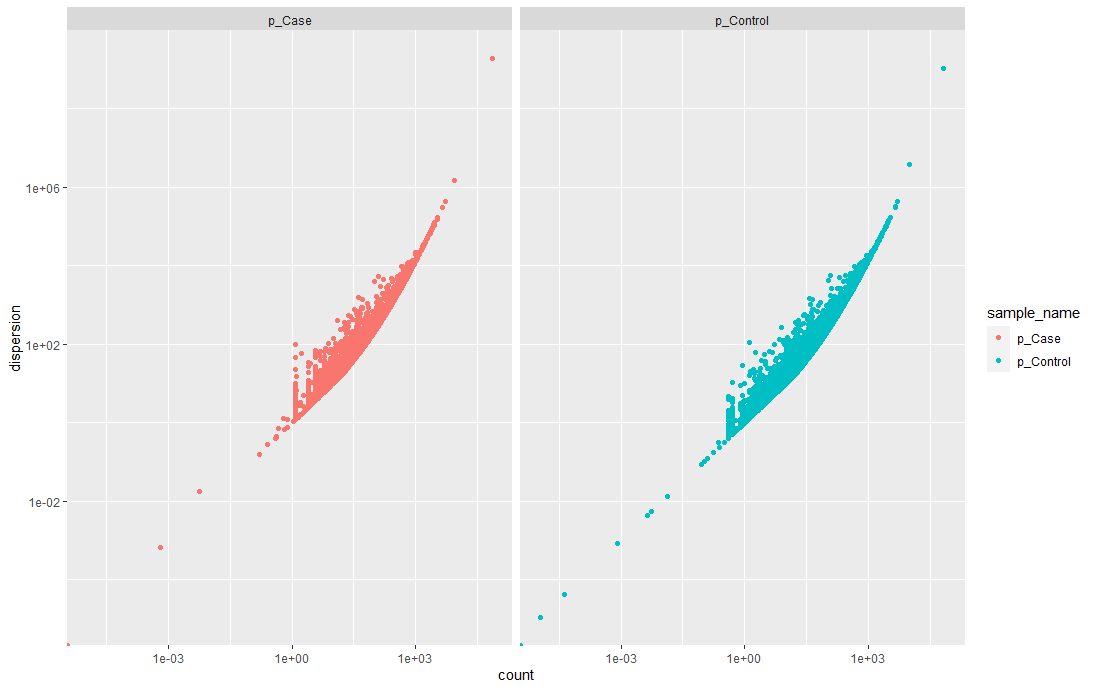 p_Case
p_Control
dispersion
1e+06
1e+02
1e-02
1e-03
1e+00
1e+03
1e-03
1e+00
1e+03
count
sample_name
p_Case
p_Control